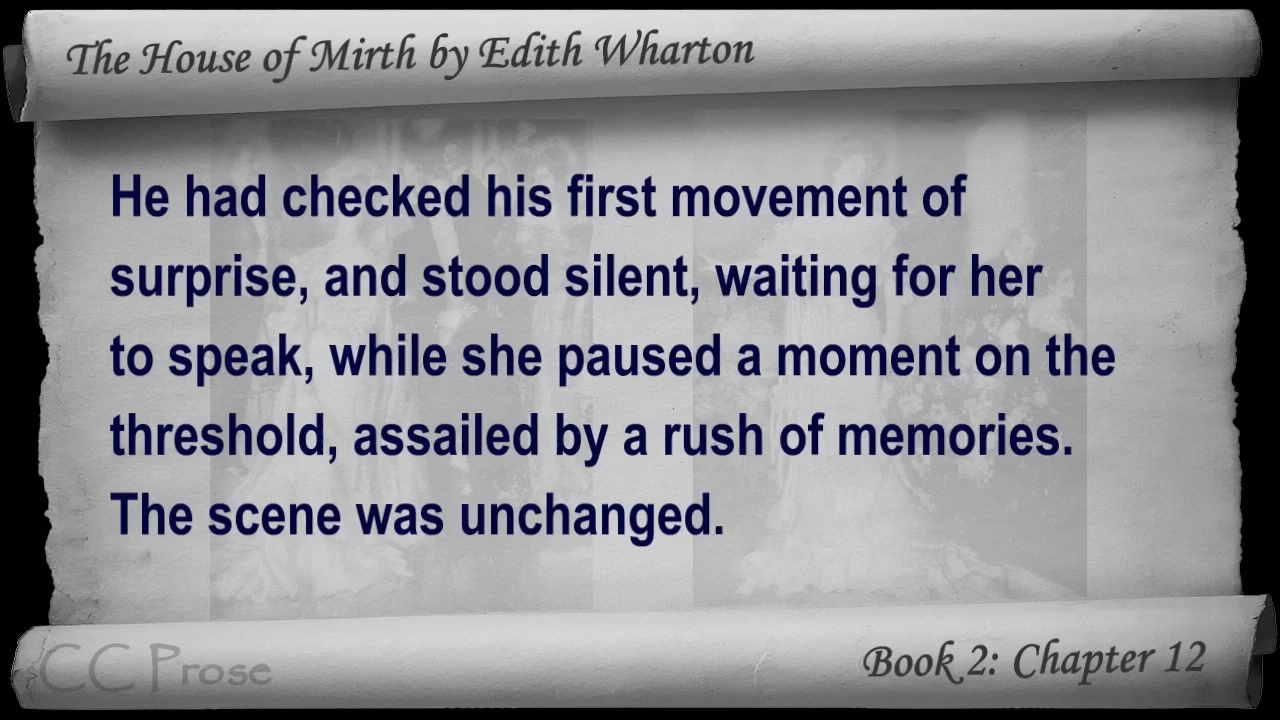 The House of Mirth by Edith Wharton
He had checked his first movement of
surprise, and stood silent, waiting for her
to speak, while she paused a moment on the
threshold, assailed by a rush of memories.
The scene was unchanged.
CC Prose
Book 2: Chapter 12